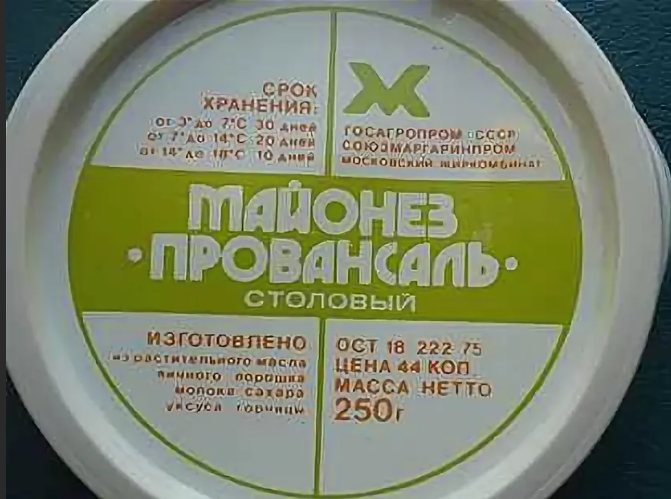 СРОК
ХРАНЕНИЯ:
от 3° до 7°С 30 дней
от 7° до 14°С 20 дней
от 14° до 18°С 10 дней
ГОСАГРОПРОМ СССР
СОЮЗМАРГАРИНПРОМ
МОСКОВСКИЙ ЖИРКОМБИНАТ
МАЙОНЕЗ
·ПРОВАНСАЛЬ·
СТОЛОВЫЙ
ИЗГОТОВЛЕНО
из растительного масла
яичного порошка
молока сахара
уксуса горчицы
ОСТ 18 222 75
ЦЕНА 44 КОП
МАССА НЕТТО
250г